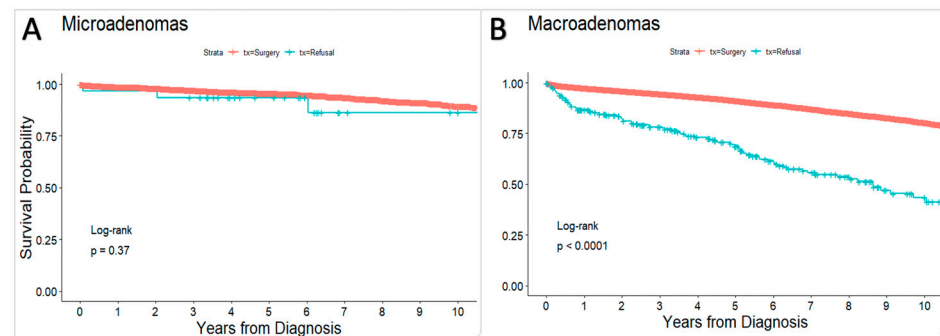 A Microadenomas
Strata tx=Surgery tx=Refusal
1.00
0.75
0.50
0.25
0.00
Survival Probability
Log-rank
p = 0.37
0 1 2 3 4 5 6 7 8 9 10
Years from Diagnosis
B Macroadenomas
Strata tx=Surgery tx=Refusal
1.00
0.75
0.50
0.25
0.00
Log-rank
p < 0.0001
0 1 2 3 4 5 6 7 8 9 10
Years from Diagnosis